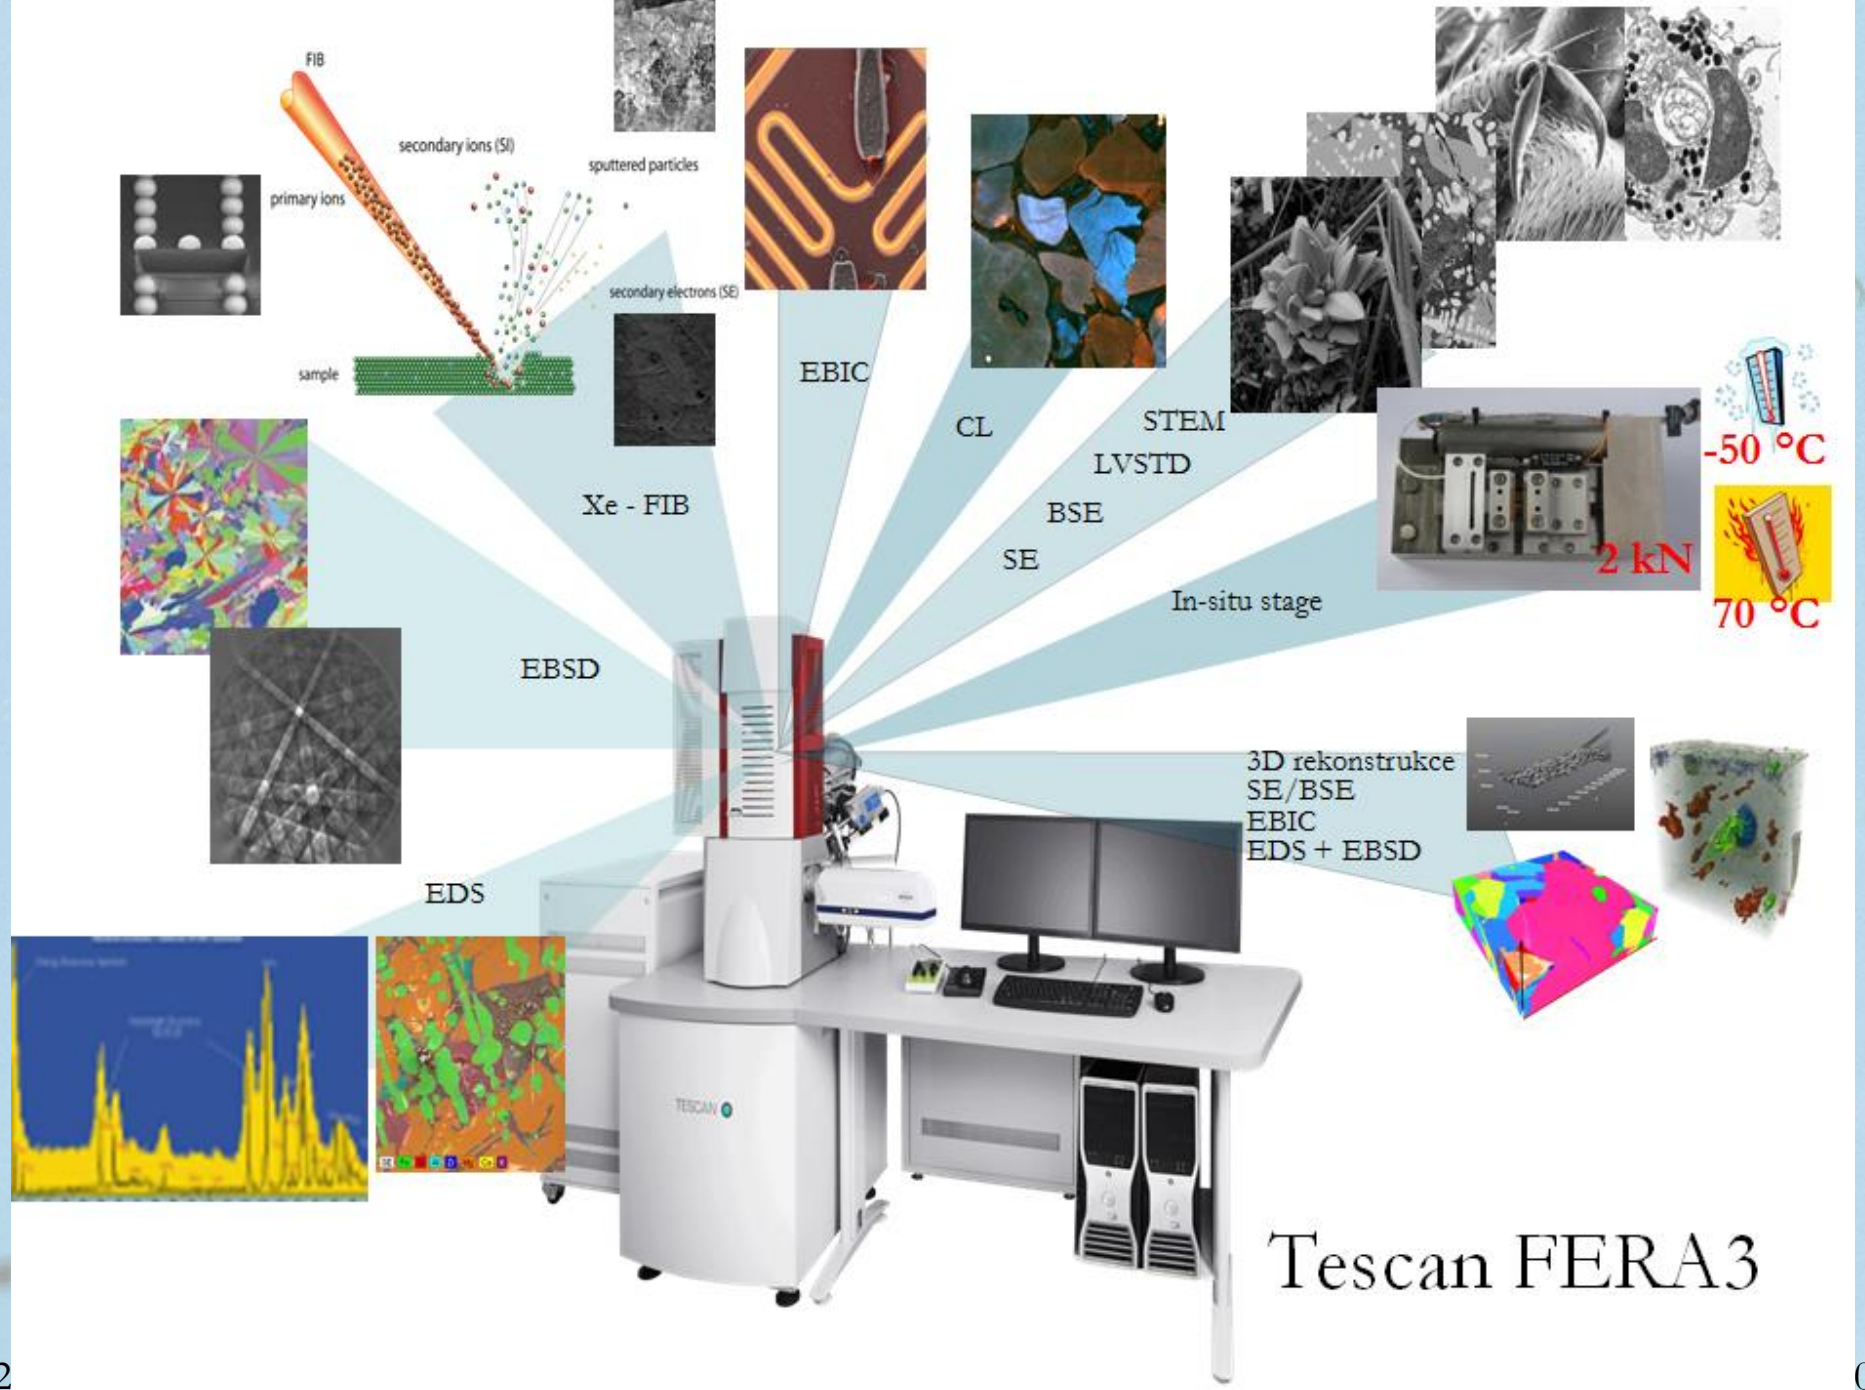 FIB
secondary ions (SI)
sputtered particles
primary ions
secondary electrons (SE)
sample
EBIC
CL
STEM
LVSTD
BSE
SE
-50 °C
2 kN
70 °C
Xe - FIB
In-situ stage
EBSD
3D rekonstrukce
SE/BSE
EBIC
EDS + EBSD
EDS
TESCAN
Tescan FERA3
2